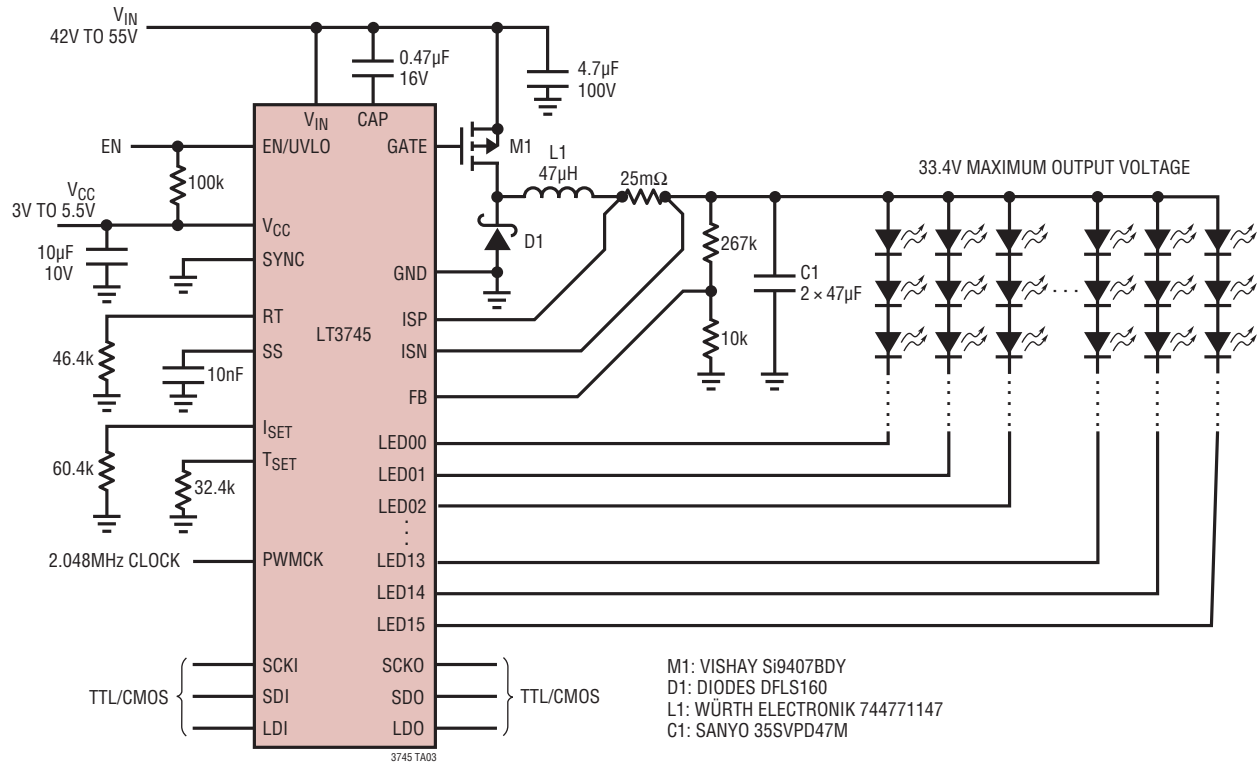 VIN
42V TO 55V
0.47µF
16V
4.7µF
100V
VIN
CAP
EN
EN/UVLO
GATE
M1
L1
47µH
25mΩ
33.4V MAXIMUM OUTPUT VOLTAGE
100k
VCC
3V TO 5.5V
VCC
10µF
10V
SYNC
D1
267k
GND
C1
2 × 47µF
RT
LT3745
ISP
46.4k
SS
ISN
10k
10nF
FB
ISET
LED00
60.4k
TSET
32.4k
LED01
LED02
2.048MHz CLOCK
PWMCK
LED13
LED14
LED15
TTL/CMOS
SCKI
SDI
LDI
SCKO
SDO
LDO
TTL/CMOS
M1: VISHAY Si9407BDY
D1: DIODES DFLS160
L1: WÜRTH ELECTRONIK 744771147
C1: SANYO 35SVPD47M
3745 TA03